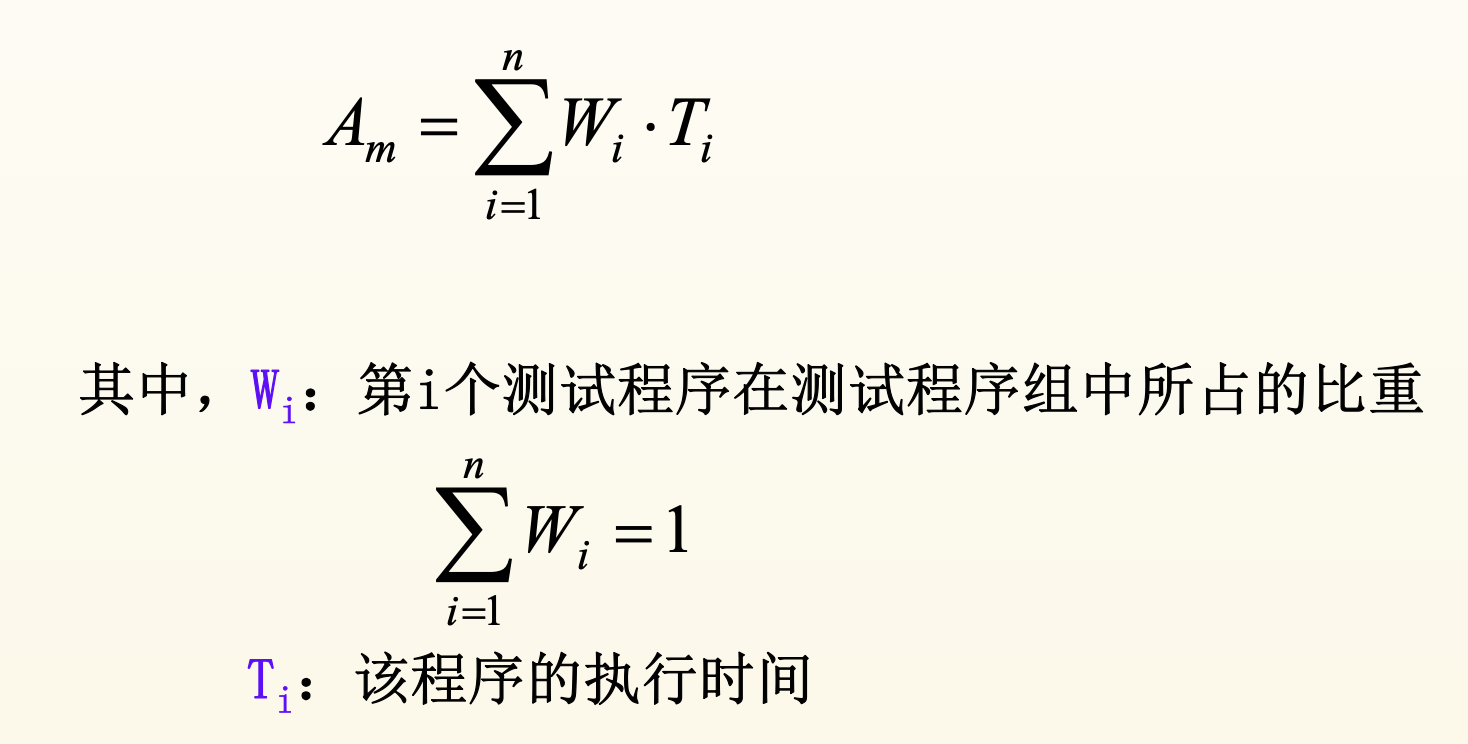 $A_m = \sum_{i=1}^{n} W_i \cdot T_i$
其中，W_i：第i个测试程序在测试程序组中所占的比重
$\sum_{i=1}^{n} W_i = 1$
T_i：该程序的执行时间